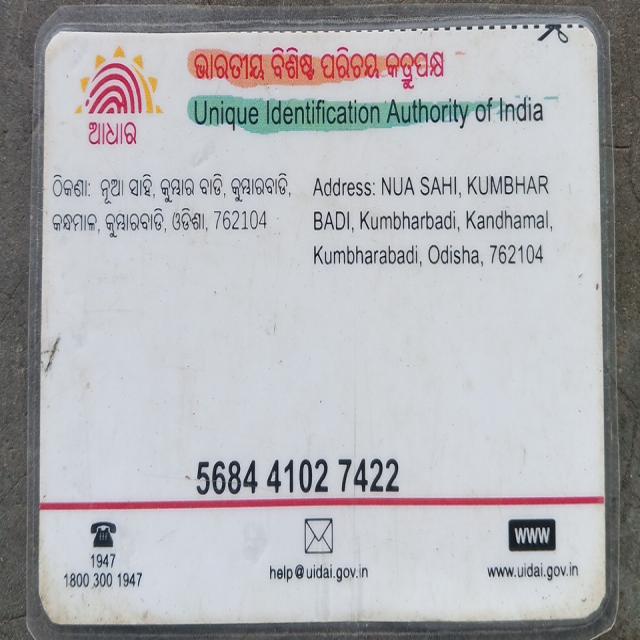 ଭାରତୀୟ ବିଶିଷ୍ଟ ପରିଚୟ କର୍ତ୍ତୃପକ୍ଷ
Unique Identification Authority of India
ଆଧାର
ଠିକଣା: ନୂଆ ସାହି, କୁମ୍ଭାର ବାଡି, କୁମ୍ଭାରବାଡି,
କନ୍ଧମାଳ, କୁମ୍ଭାରବାଡି, ଓଡିଶା, 762104
Address: NUA SAHI, KUMBHAR
BADI, Kumbharbadi, Kandhamal,
Kumbharabadi, Odisha, 762104
5684 4102 7422
1947
1800 300 1947
help@uidai.gov.in
WWW
www.uidai.gov.in